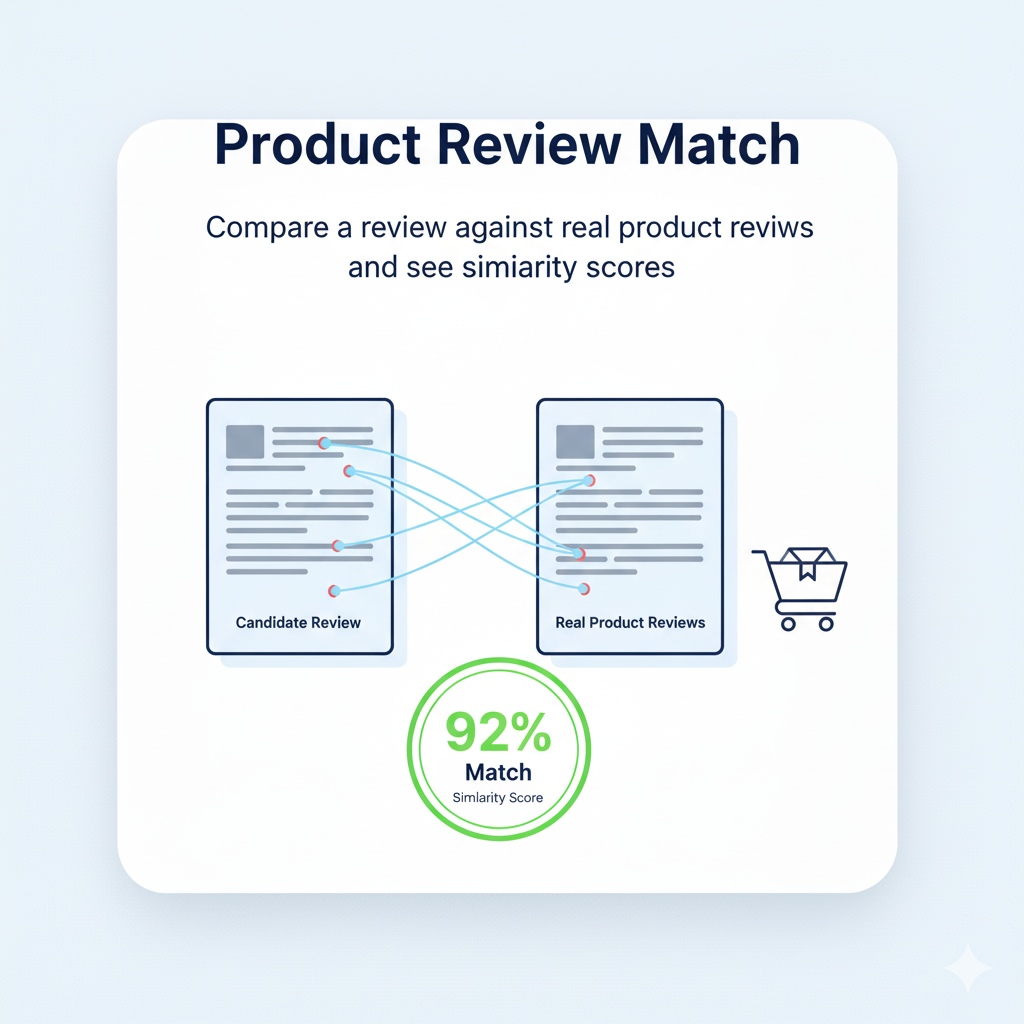 Product Review Match
Compare a review against real product reviws
and see simiarity scores
Candidate Review
Real Product Reviews
92%
Match
Simlarity Score